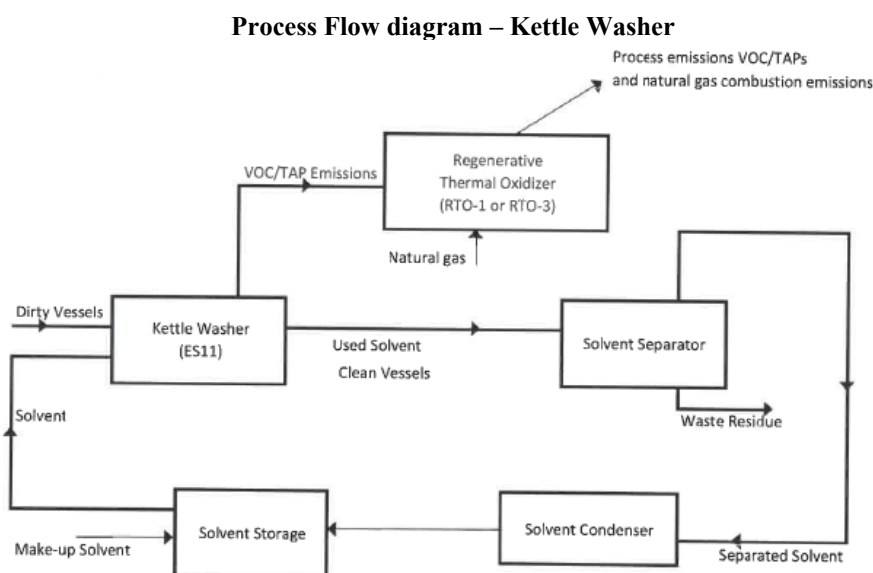 Process Flow diagram – Kettle Washer
Process emissions VOC/TAPs
and natural gas combustion emissions
VOC/TAP Emissions
Regenerative
Thermal Oxidizer
(RTO-1 or RTO-3)
Natural gas
Dirty Vessels
Kettle Washer
(ES11)
Used Solvent
Clean Vessels
Solvent Separator
Waste Residue
Solvent
Make-up Solvent
Solvent Storage
Solvent Condenser
Separated Solvent